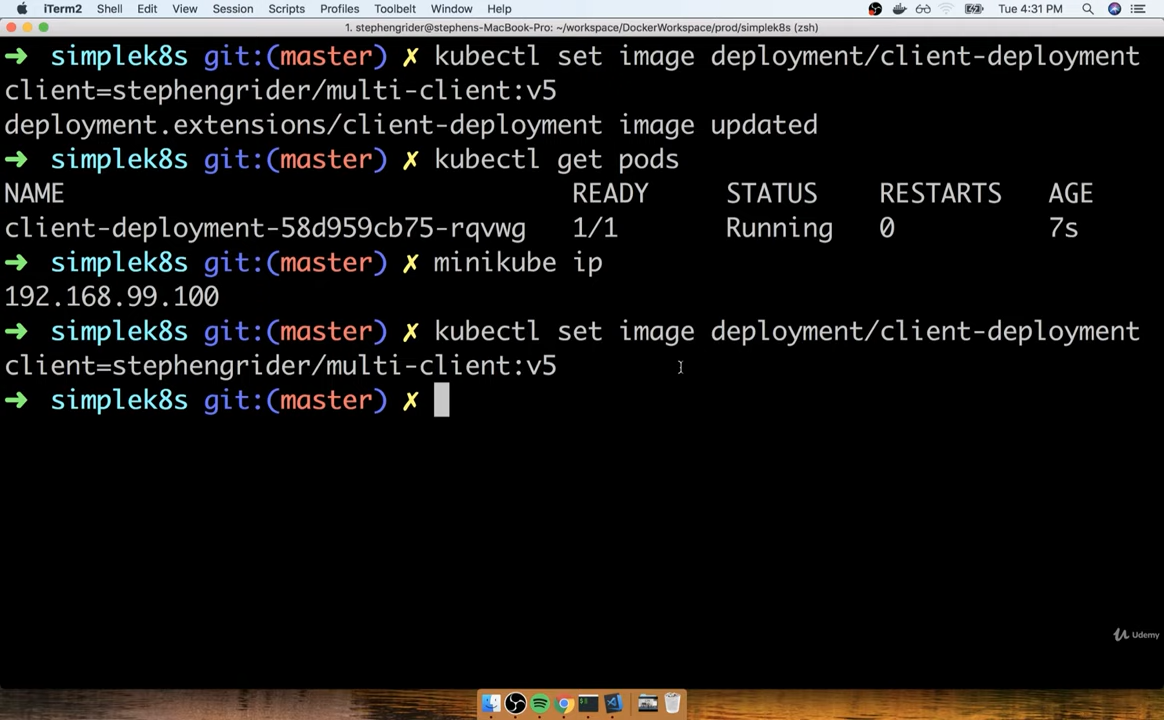 iTerm2 Shell Edit View Session Scripts Profiles Toolbelt Window Help Tue 4:31 PM
1. stephengrider@stephens-MacBook-Pro: ~/workspace/DockerWorkspace/prod/simplek8s (zsh)
➜ simplek8s git:(master) ✗ kubectl set image deployment/client-deployment
client=stephengrider/multi-client:v5
deployment.extensions/client-deployment image updated
➜ simplek8s git:(master) ✗ kubectl get pods
NAME READY STATUS RESTARTS AGE
client-deployment-58d959cb75-rqvwg 1/1 Running 0 7s
➜ simplek8s git:(master) ✗ minikube ip
192.168.99.100
➜ simplek8s git:(master) ✗ kubectl set image deployment/client-deployment
client=stephengrider/multi-client:v5
➜ simplek8s git:(master) ✗
Udemy